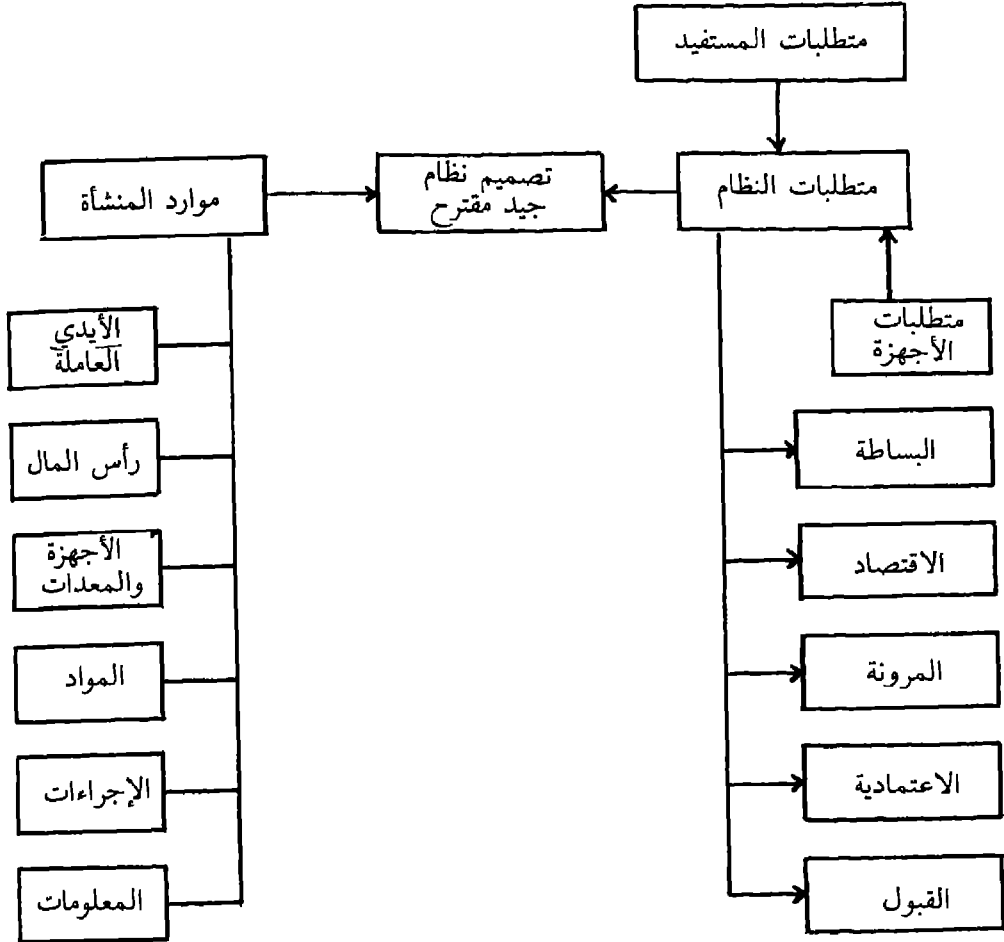 متطلبات المستفيد
متطلبات النظام
تصميم نظام
جيد مقترح
موارد المنشأة
متطلبات
الأجهزة
البساطة
الاقتصاد
المرونة
الاعتمادية
القبول
الأيدي
العاملة
رأس المال
الأجهزة
والمعدات
المواد
الإجراءات
المعلومات